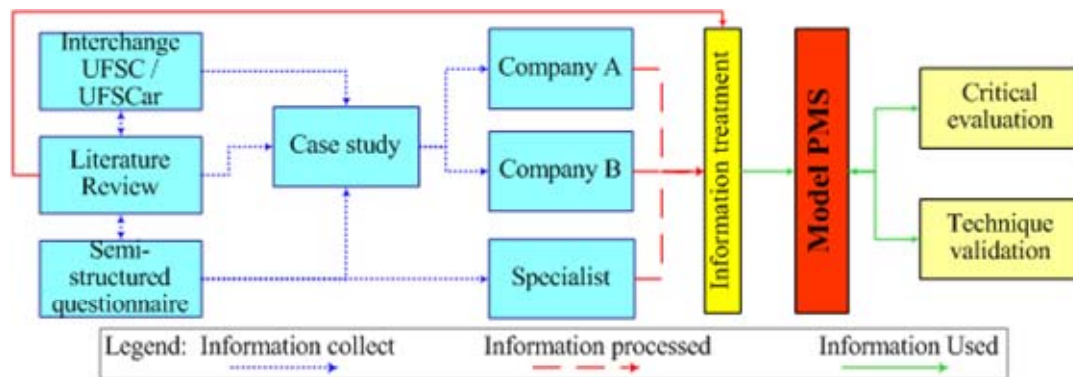 Interchange
UFSC /
UFSCar
Literature
Review
Semi-
structured
questionnaire
Case study
Company A
Company B
Specialist
Information treatment
Model PMS
Critical
evaluation
Technique
validation
Legend: Information collect
Information processed
Information Used